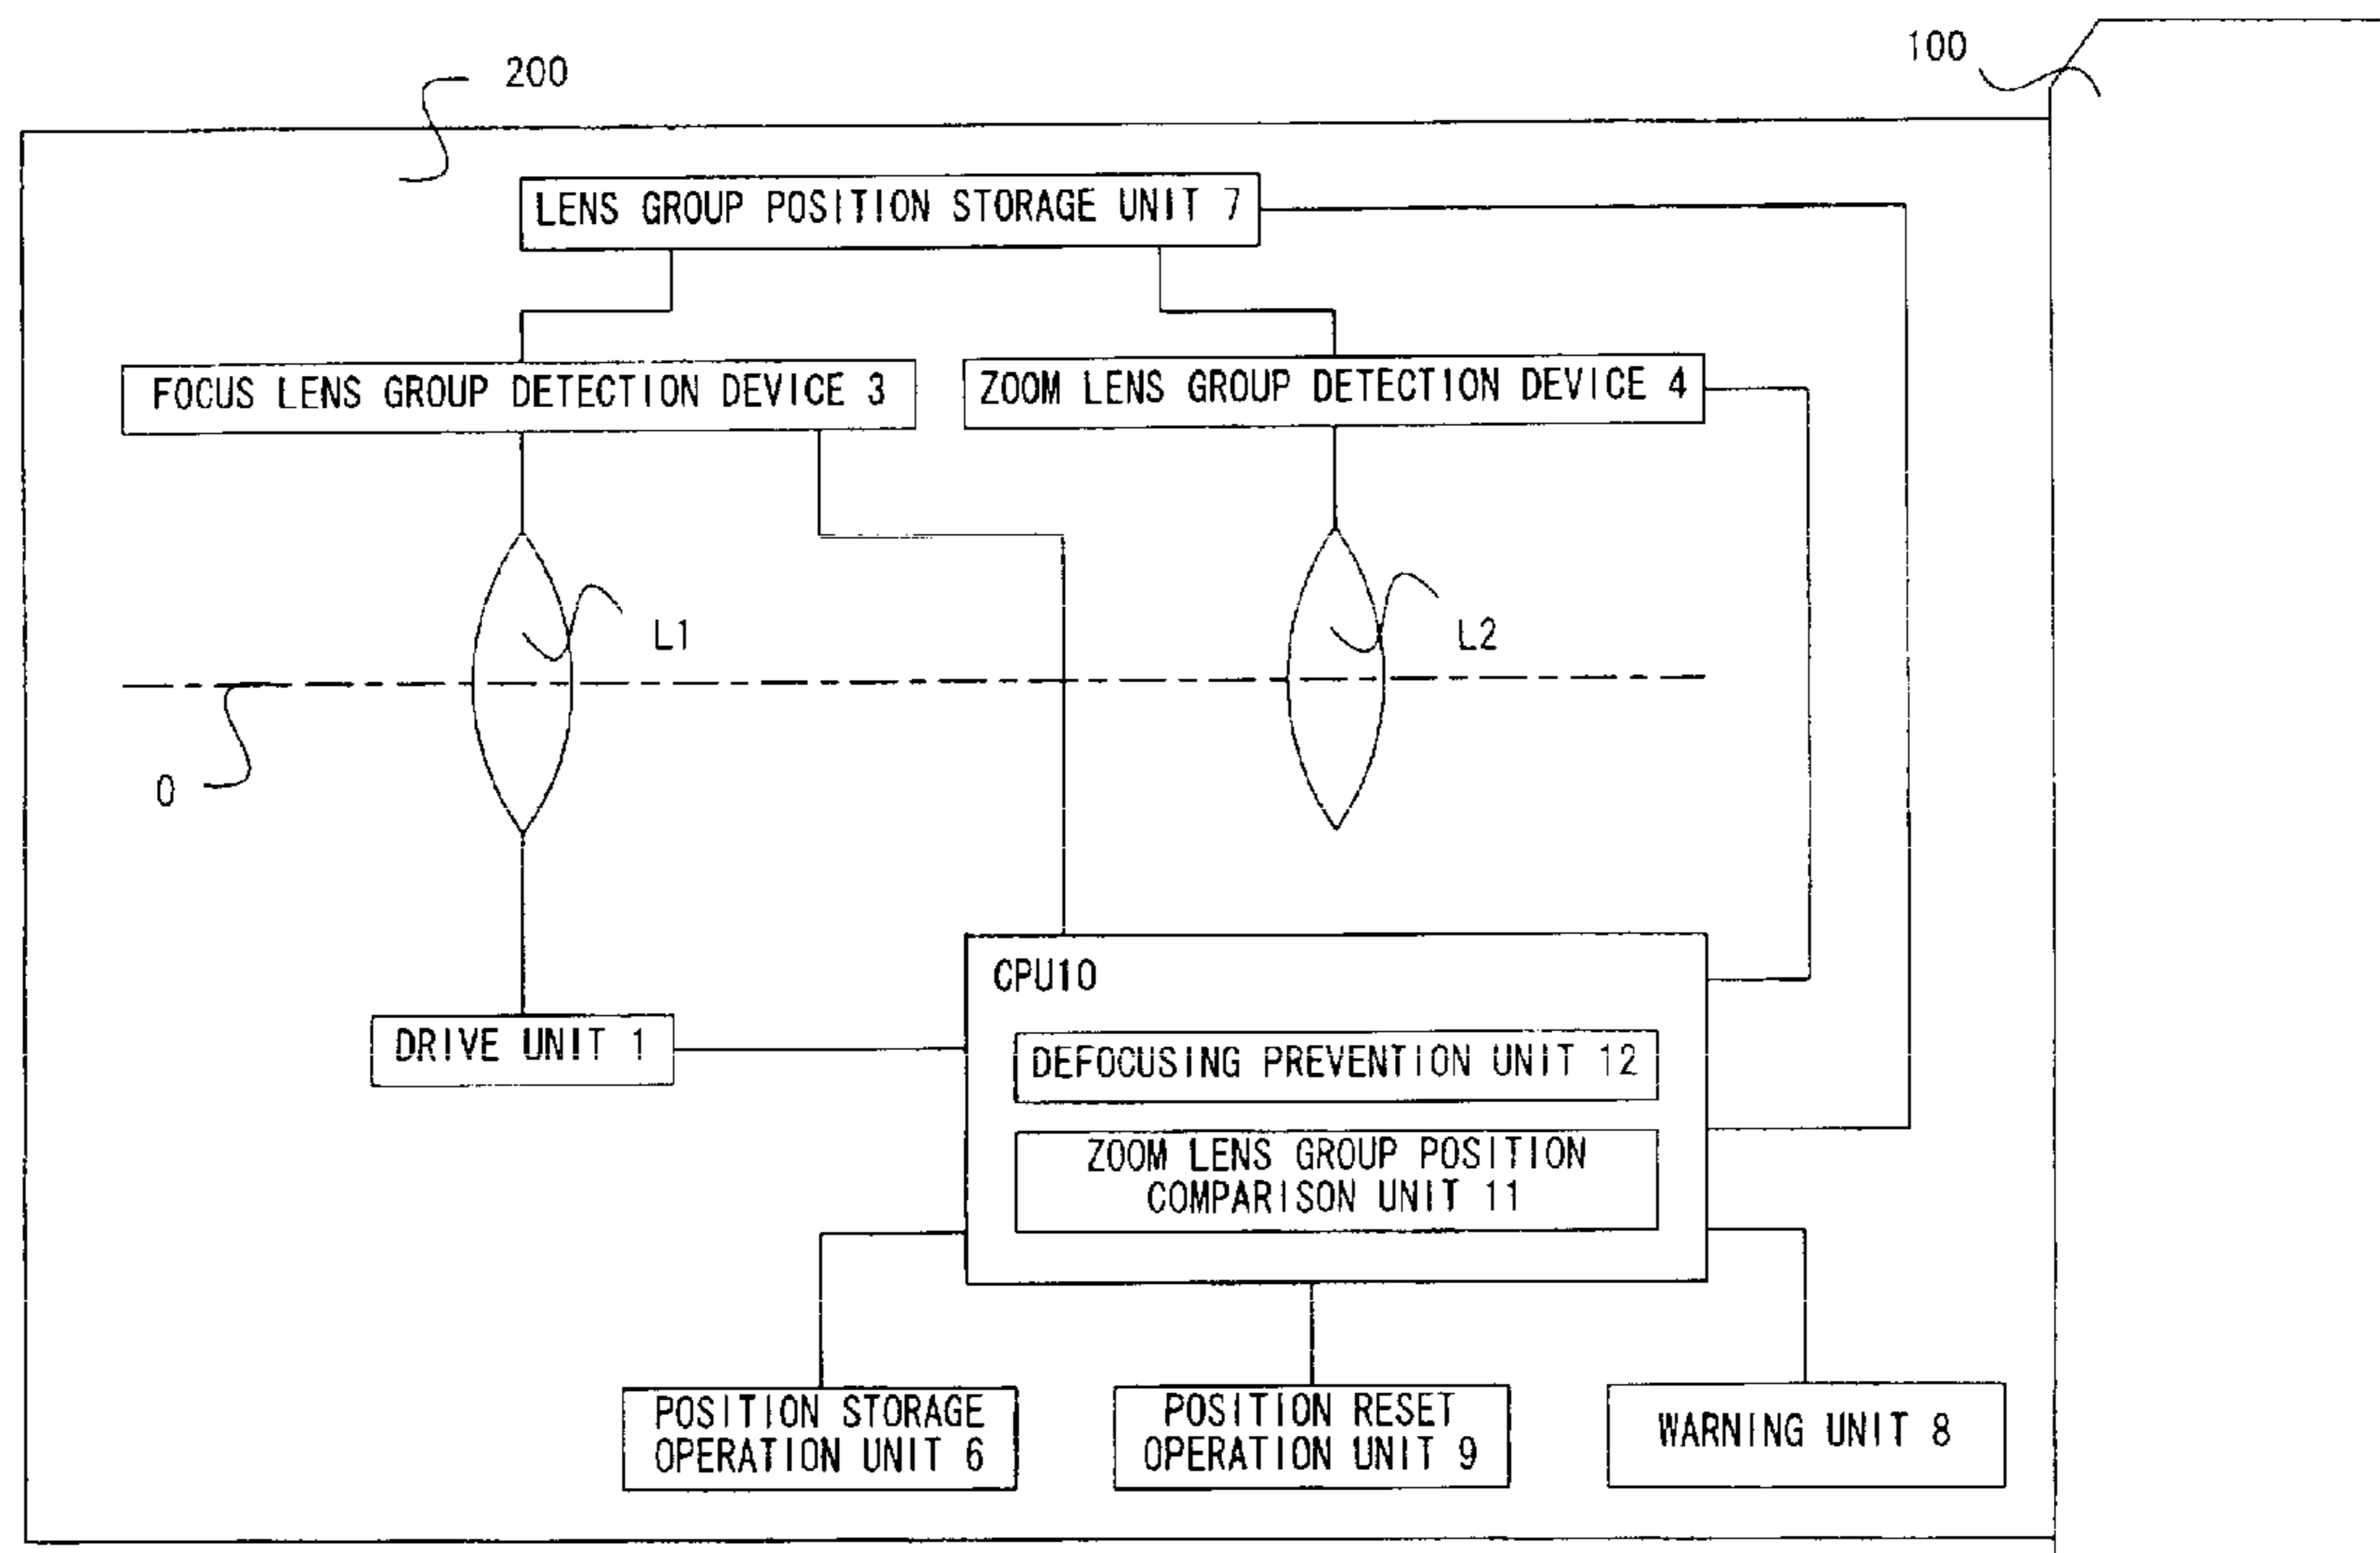 100
200
LENS GROUP POSITION STORAGE UNIT 7
FOCUS LENS GROUP DETECTION DEVICE 3
ZOOM LENS GROUP DETECTION DEVICE 4
L1
L2
O
CPU10
DRIVE UNIT 1
DEFOCUSING PREVENTION UNIT 12
ZOOM LENS GROUP POSITION
COMPARISON UNIT 11
POSITION STORAGE
OPERATION UNIT 6
POSITION RESET
OPERATION UNIT 9
WARNING UNIT 8